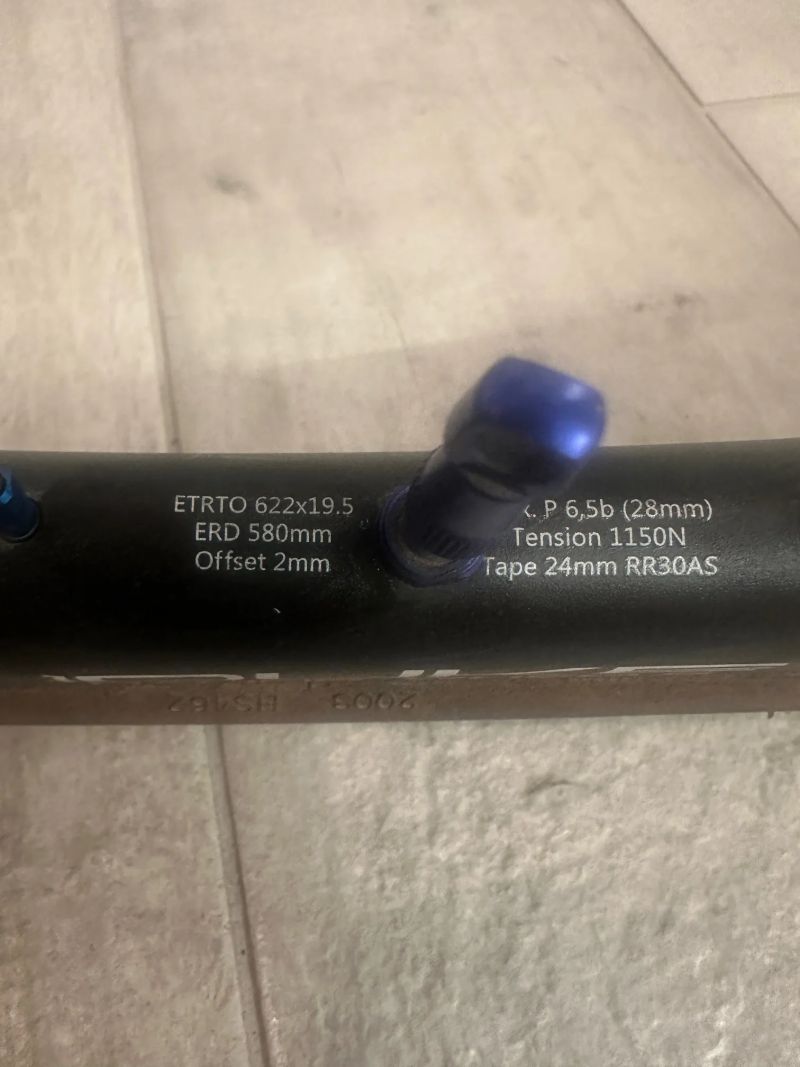 ETRTO 622x19.5
ERD 580mm
Offset 2mm
P 6,5b (28mm)
Tension 1150N
Tape 24mm RR30AS